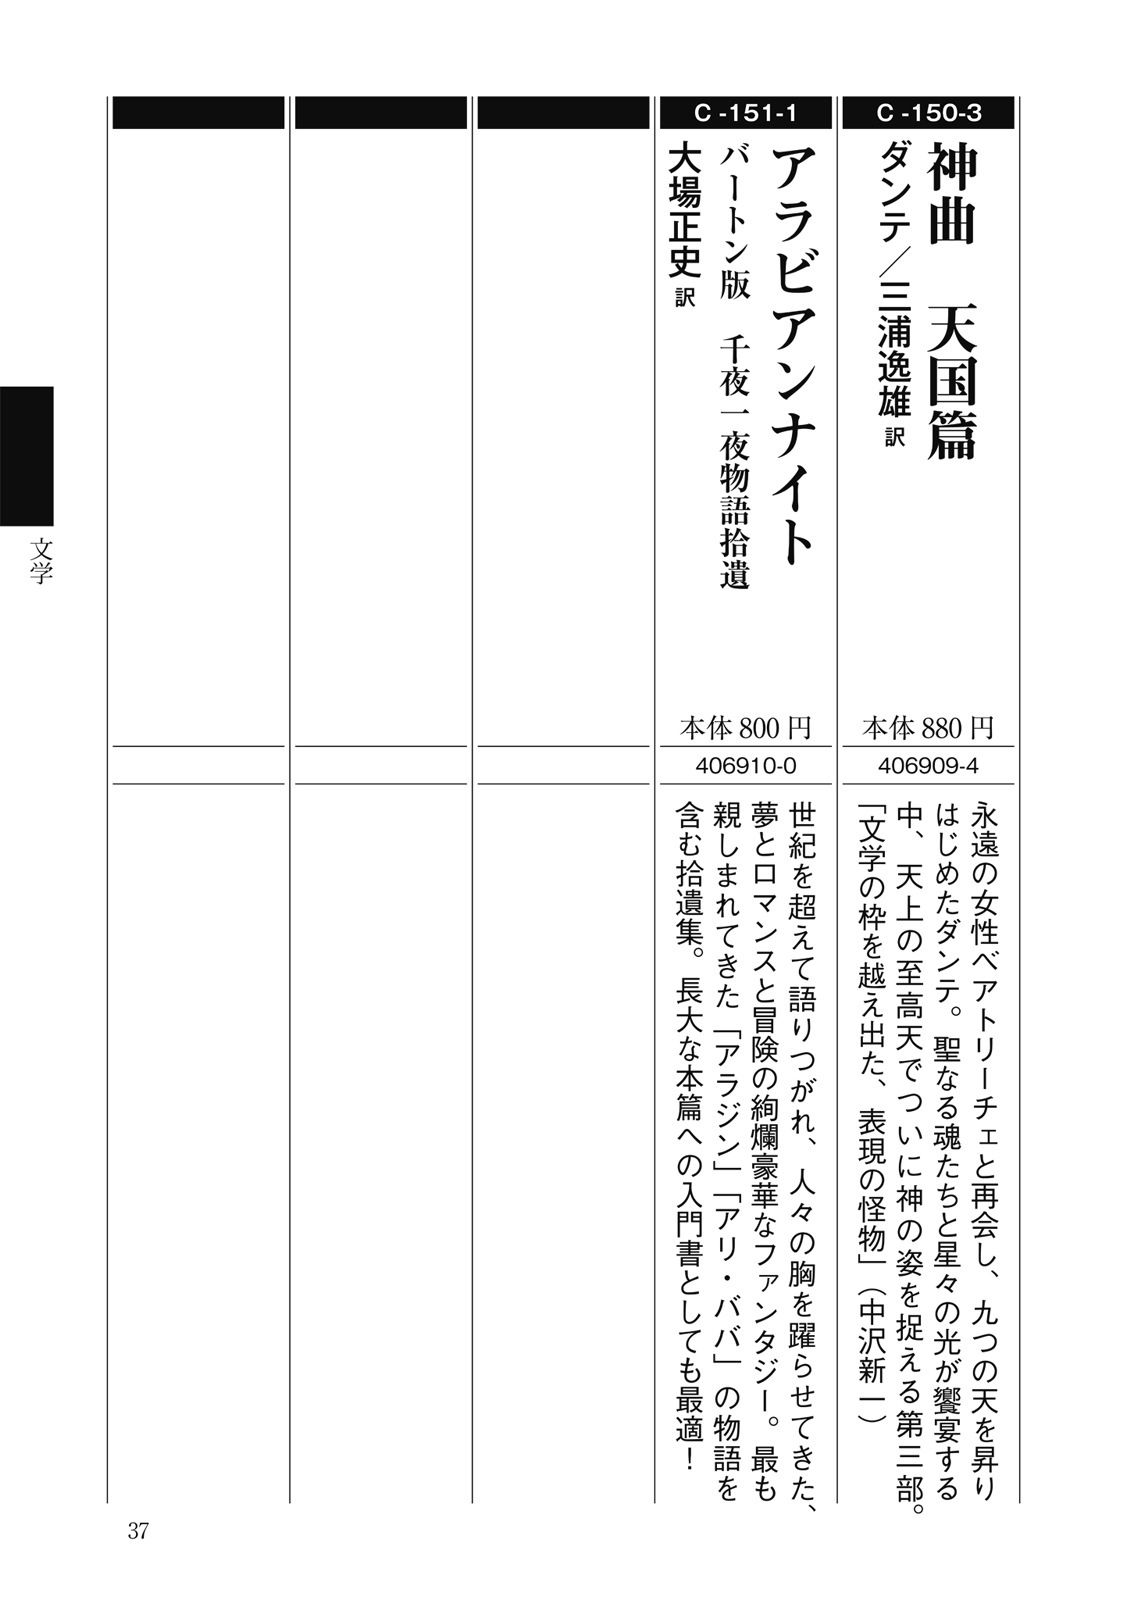 C -150-3
神曲　天国篇
ダンテ／三浦逸雄 訳
本体 880 円
406909-4
永遠の女性ベアトリーチェと再会し、九つの天を昇り
はじめたダンテ。聖なる魂たちと星々の光が饗宴する
中、天上の至高天でついに神の姿を捉える第三部。
「文学の枠を越え出た、表現の怪物」（中沢新一）
C -151-1
アラビアンナイト
バートン版　千夜一夜物語拾遺
大場正史 訳
本体 800 円
406910-0
世紀を超えて語りつがれ、人々の胸を躍らせてきた、
夢とロマンスと冒険の絢爛豪華なファンタジー。最も
親しまれてきた「アラジン」「アリ・ババ」の物語を
含む拾遺集。長大な本篇への入門書としても最適！
文学
37